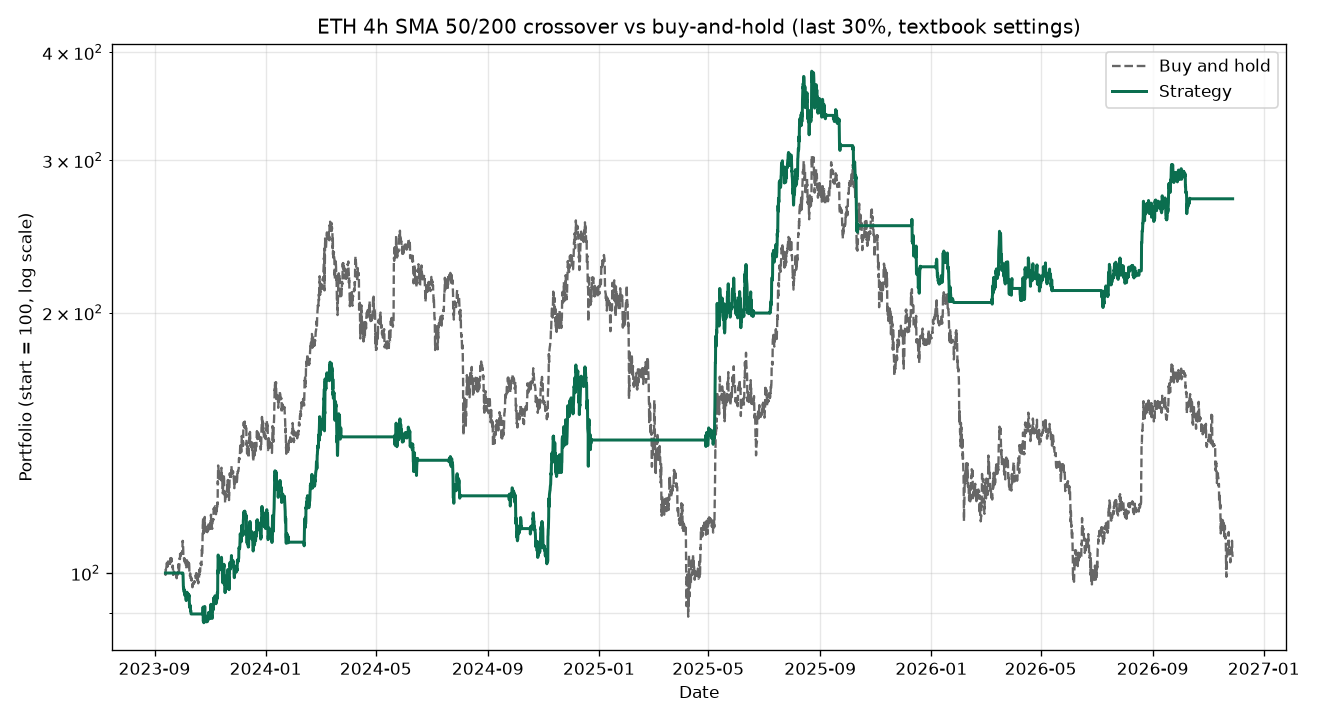 ETH 4h SMA 50/200 crossover vs buy-and-hold (last 30%, textbook settings)
Buy and hold
Strategy
Portfolio (start = 100, log scale)
4 × 10²
3 × 10²
2 × 10²
10²
2023-09 2024-01 2024-05 2024-09 2025-01 2025-05 2025-09 2026-01 2026-05 2026-09 2027-01
Date